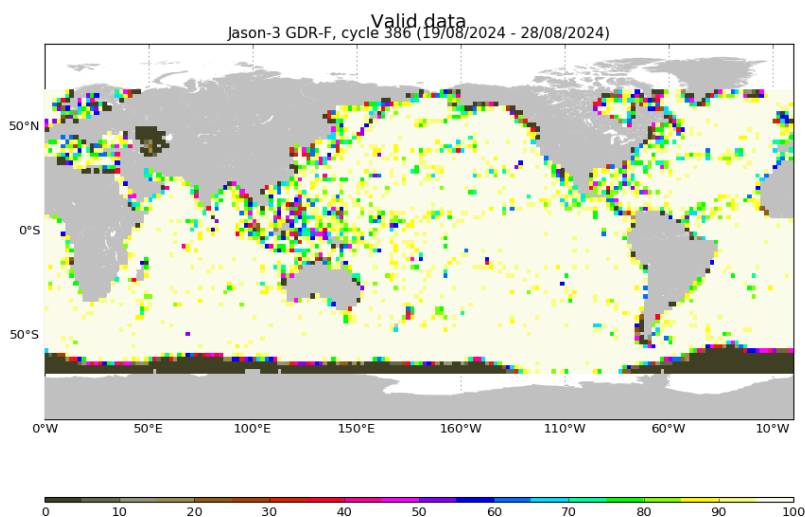 Valid data
Jason-3 GDR-F, cycle 386 (19/08/2024 - 28/08/2024)
50°N
0°S
50°S
0°W 50°E 100°E 150°E 160°W 110°W 60°W 10°W
0 10 20 30 40 50 60 70 80 90 100